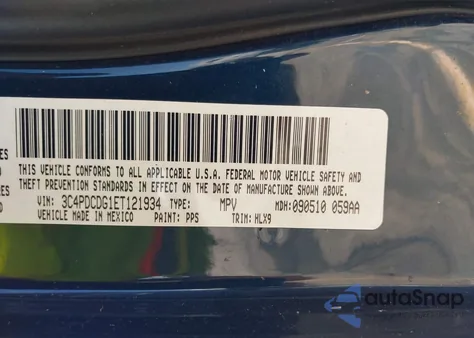 ES
THIS VEHICLE CONFORMS TO ALL APPLICABLE U.S.A. FEDERAL MOTOR VEHICLE SAFETY AND
THEFT PREVENTION STANDARDS IN EFFECT ON THE DATE OF MANUFACTURE SHOWN ABOVE.
VIN: 3C4PDCDG1ET121934 TYPE: MPV MDH: 090510 059AA
VEHICLE MADE IN MEXICO PAINT: PPS TRIM: HLX9
autoSnap